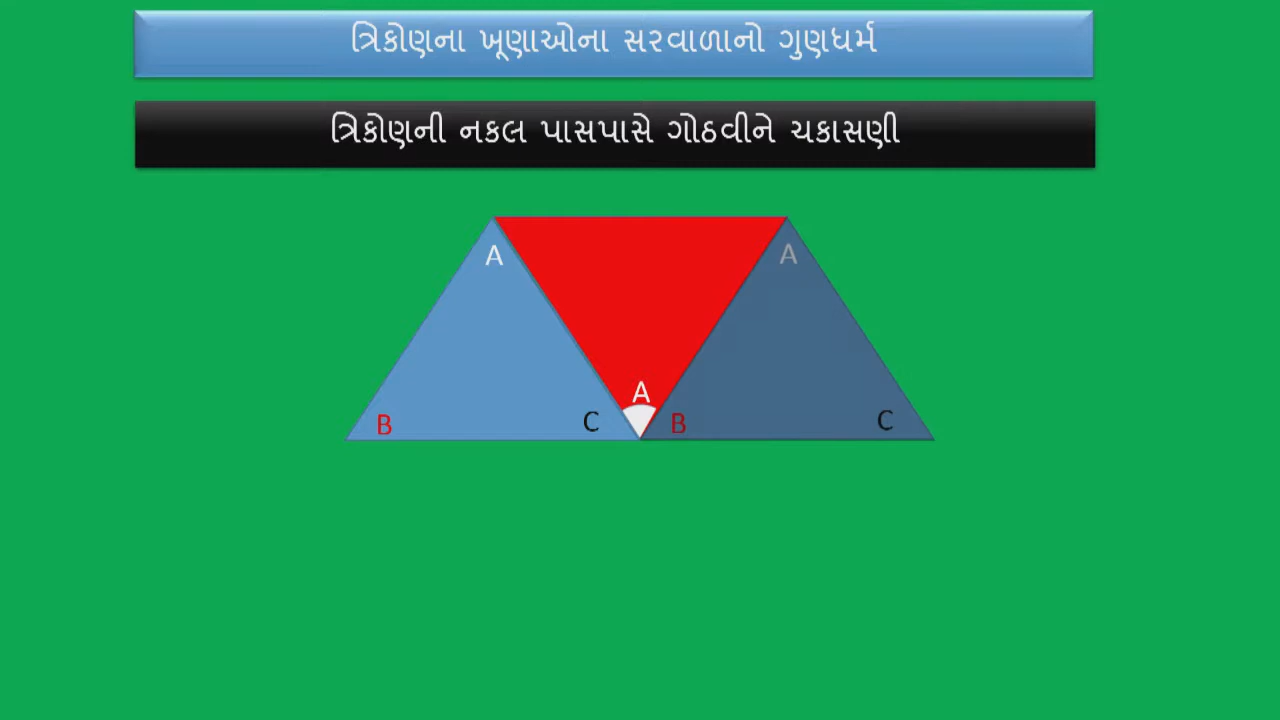 ત્રિકોણના ખૂણાઓના સરવાળાનો ગુણધર્મ
ત્રિકોણની નકલ પાસપાસે ગોઠવીને ચકાસણી
A A
A
B C B C